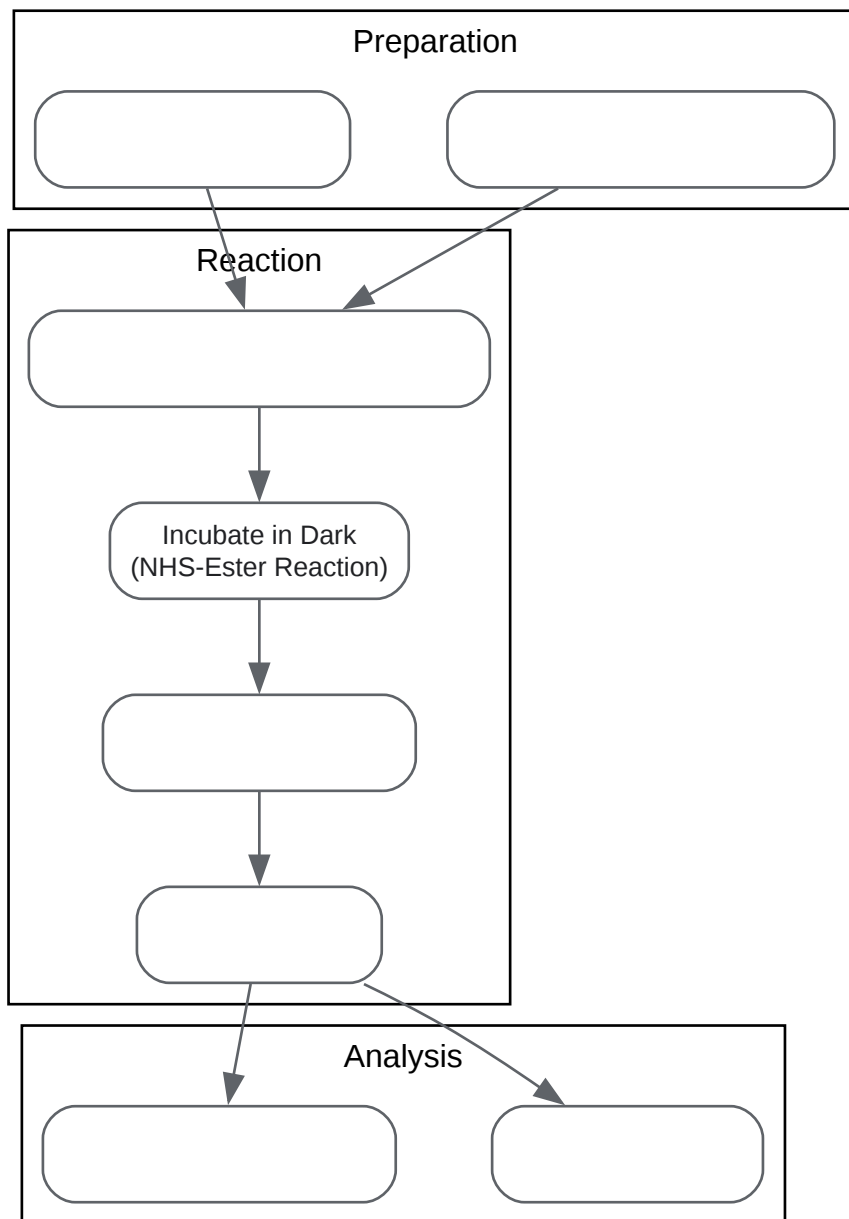 Preparation
Reaction
Incubate in Dark
(NHS-Ester Reaction)
Analysis